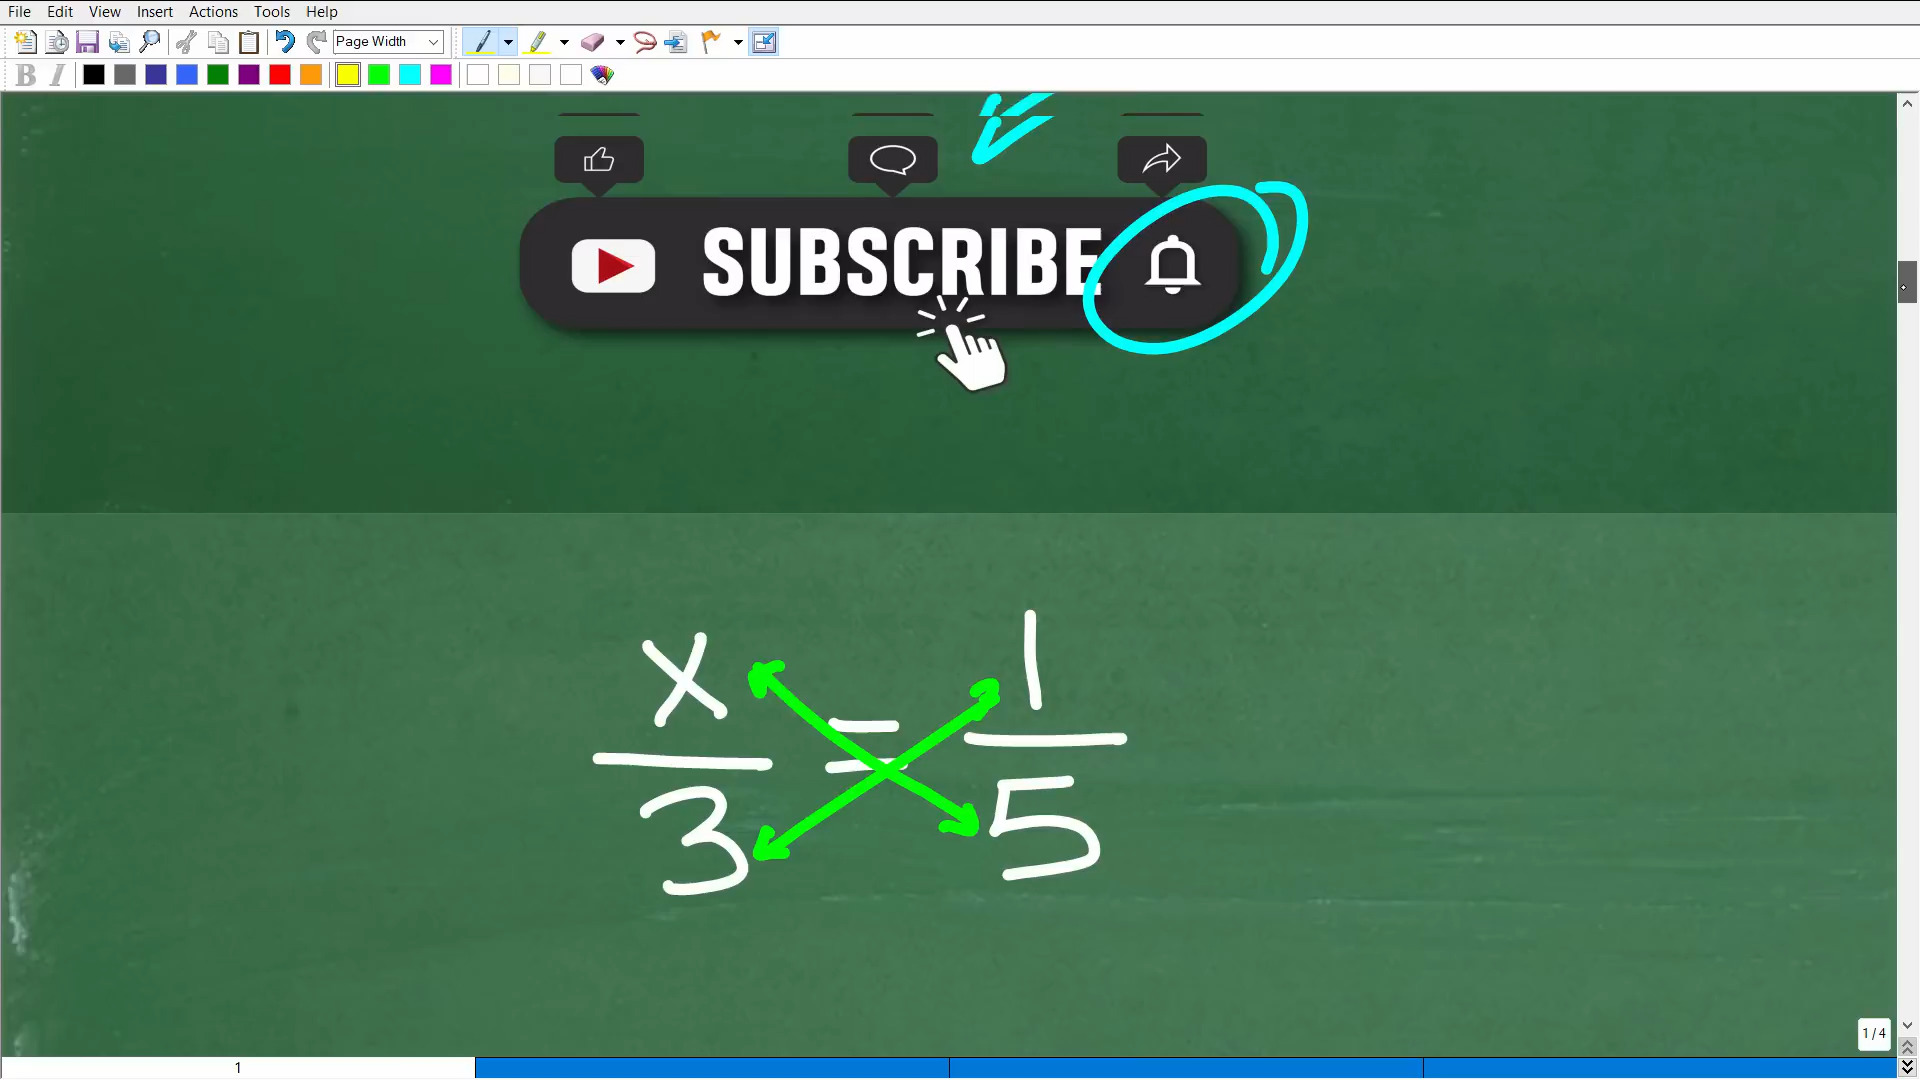 File Edit View Insert Actions Tools Help
Page Width
B I
SUBSCRIBE
x/3 = 1/5
1/4
1